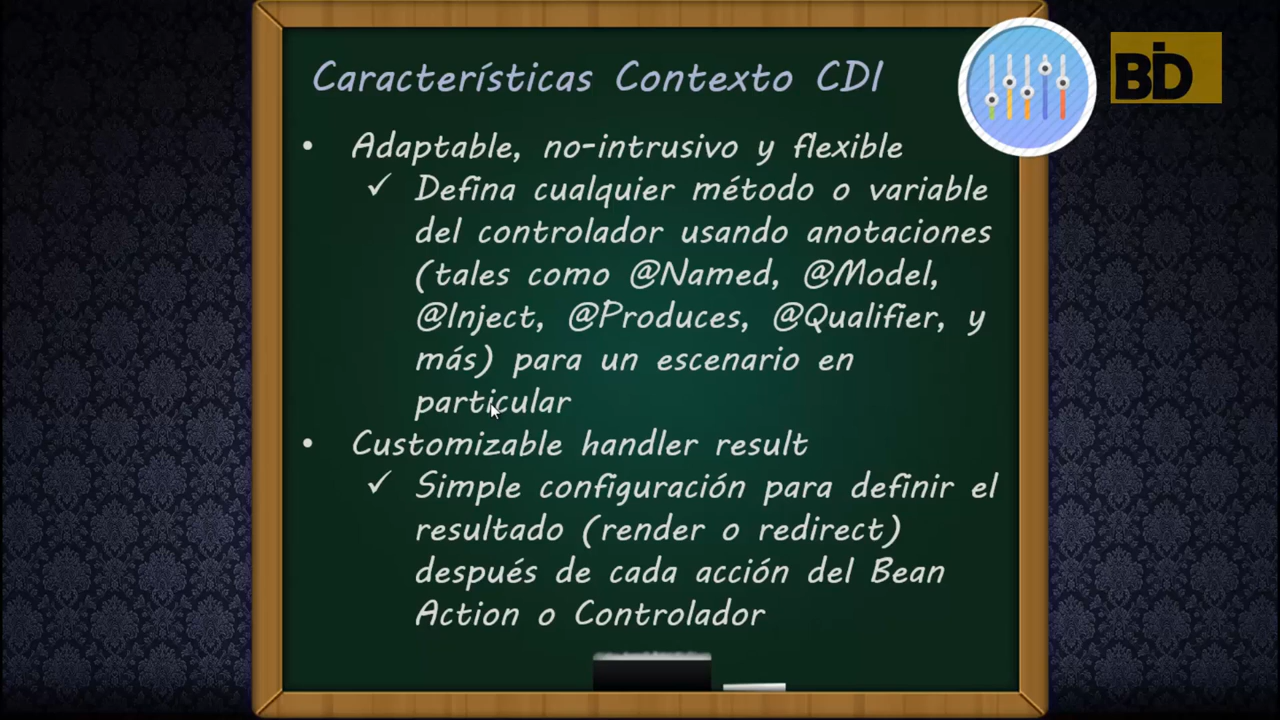 Características Contexto CDI
BID
• Adaptable, no-intrusivo y flexible
✓ Defina cualquier método o variable
del controlador usando anotaciones
(tales como @Named, @Model,
@Inject, @Produces, @Qualifier, y
más) para un escenario en
particular
• Customizable handler result
✓ Simple configuración para definir el
resultado (render o redirect)
después de cada acción del Bean
Action o Controlador